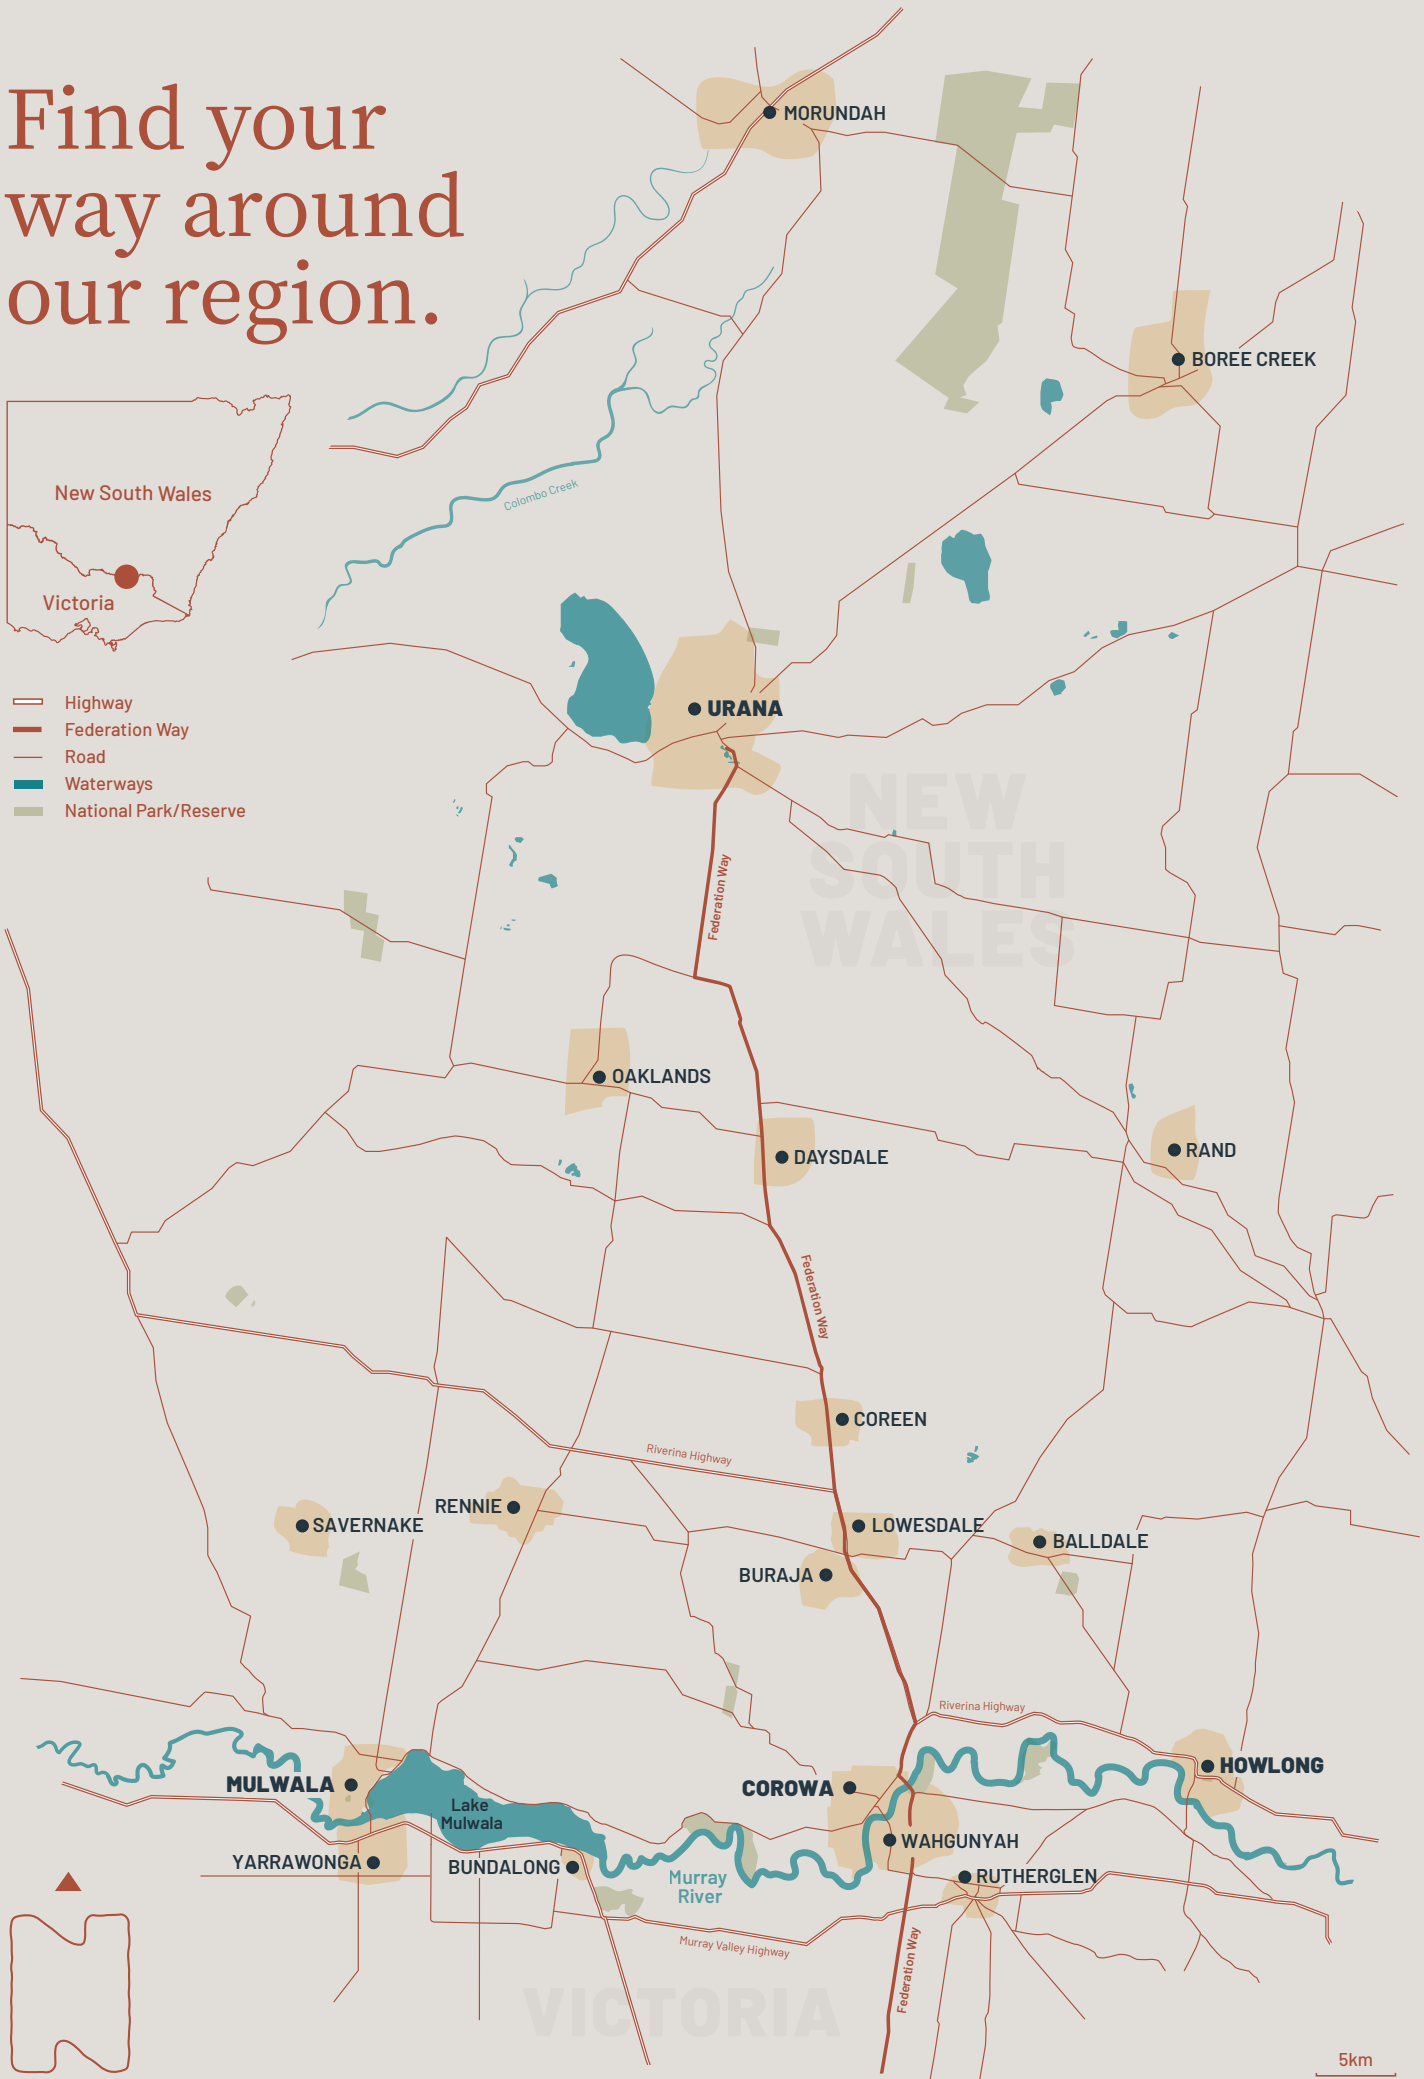 Find your
way around
our region.
MORUNDAH
BOREE CREEK
New South Wales
Victoria
Colombo Creek
Highway
Federation Way
Road
Waterways
National Park/Reserve
URANA
NEW
SOUTH
WALES
Federation Way
OAKLANDS
DAYSDALE
RAND
Federation Way
COREEN
Riverina Highway
RENNIE
SAVERNAKE
LOWESDALE
BALLDALE
BURAJA
Riverina Highway
HOWLONG
MULWALA
COROWA
Lake
Mulwala
WAHGUNYAH
YARRAWONGA
BUNDALONG
RUTHERGLEN
Murray
River
Murray Valley Highway
Federation Way
VICTORIA
N
5km